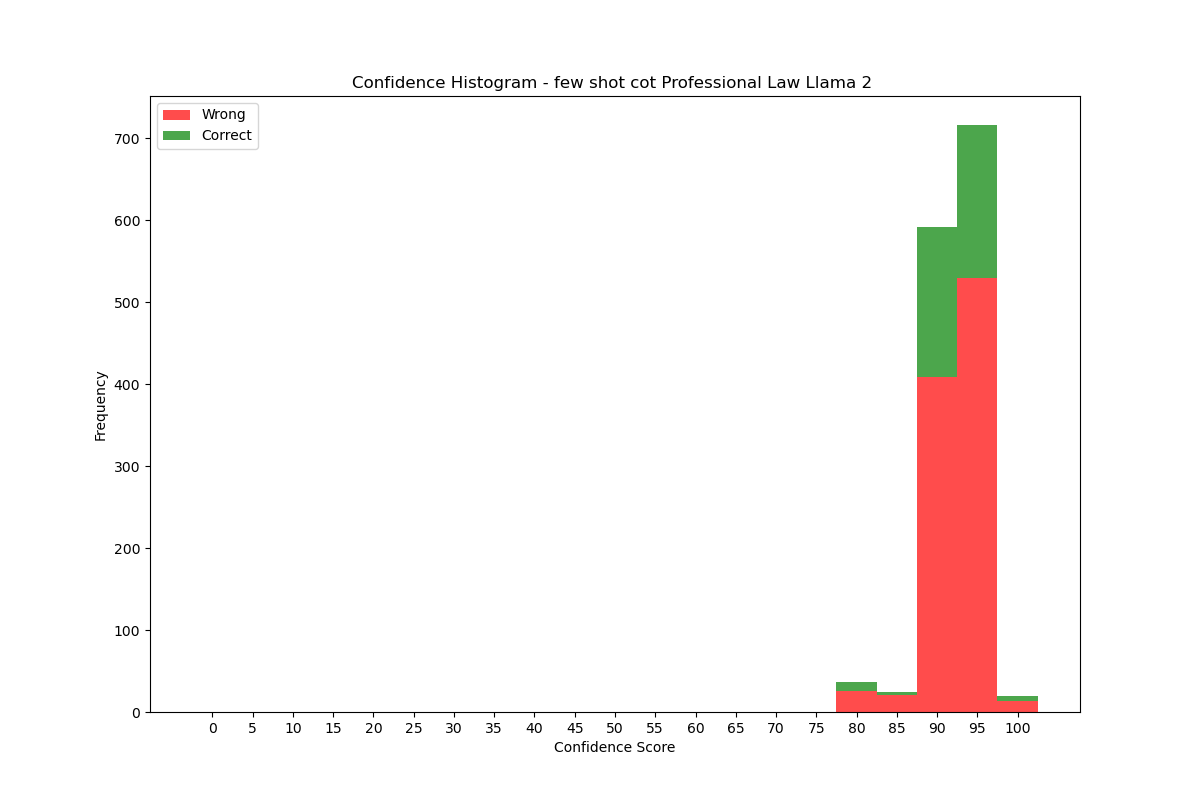 Confidence Histogram - few shot cot Professional Law Llama 2
Wrong
Correct
700
600
500
400
300
200
100
0
Frequency
0 5 10 15 20 25 30 35 40 45 50 55 60 65 70 75 80 85 90 95 100
Confidence Score